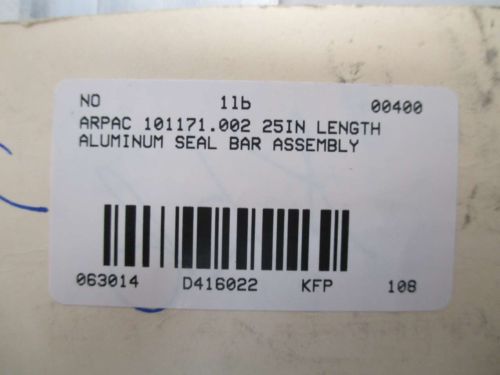 NO 1lb 00400
ARPAC 101171.002 25IN LENGTH
ALUMINUM SEAL BAR ASSEMBLY
063014 D416022 KFP 108